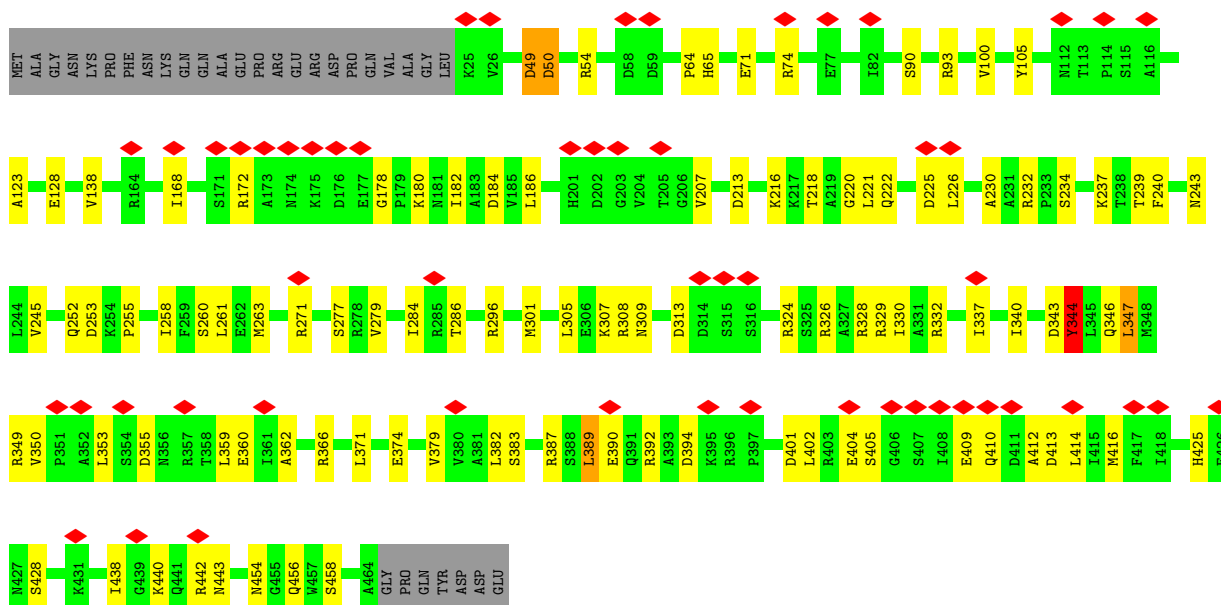 MET ALA GLY ASN LYS PRO PHE ASN LYS GLN GLN ALA GLU PRO ARG GLU ARG ASP PRO GLN VAL ALA GLY LEU K25 V26 D49 D50 R54 D58 D59 P64 H65 E71 R74 E77 I82 S90 R93 V100 Y105 N112 T113 P114 S115 A116
A123 E128 V138 R164 I168 S171 R172 A173 N174 K175 D176 E177 G178 P179 K180 N181 I182 A183 D184 V185 L186 H201 D202 G203 V204 T205 G206 V207 D213 K216 K217 T218 A219 G220 L221 Q222 D225 L226 A230 A231 R232 P233 S234 K237 T238 T239 F240 N243
L244 V245 Q252 D253 K254 P255 I258 F259 S260 L261 E262 M263 R271 S277 R278 V279 I284 R285 T286 R296 M301 L305 E306 K307 R308 N309 D313 D314 S315 S316 R324 S325 R326 A327 R328 R329 I330 A331 R332 I337 I340 D343 Y344 L345 Q346 L347 M348
R349 V350 P351 A352 L353 S354 D355 N356 R357 T358 L359 E360 I361 A362 R366 L371 E374 V379 V380 A381 L382 S383 R387 S388 L389 E390 Q391 R392 A393 D394 K395 R396 P397 D401 L402 R403 E404 S405 G406 S407 I408 E409 Q410 D411 A412 D413 L414 I415 M416 F417 I418 H425
N427 S428 K431 I438 G439 K440 Q441 R442 N443 N454 G455 Q456 W457 S458 A464 GLY PRO GLN TYR ASP ASP GLU